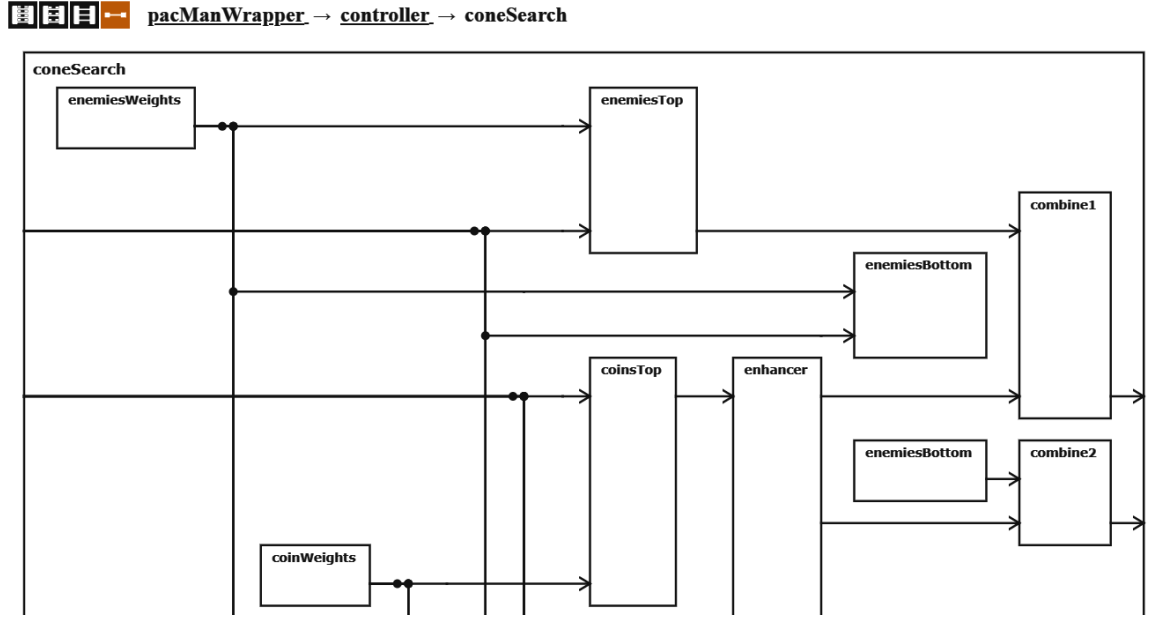 pacManWrapper → controller → coneSearch
coneSearch
enemiesWeights
enemiesTop
combine1
enemiesBottom
coinsTop
enhancer
enemiesBottom
combine2
coinWeights